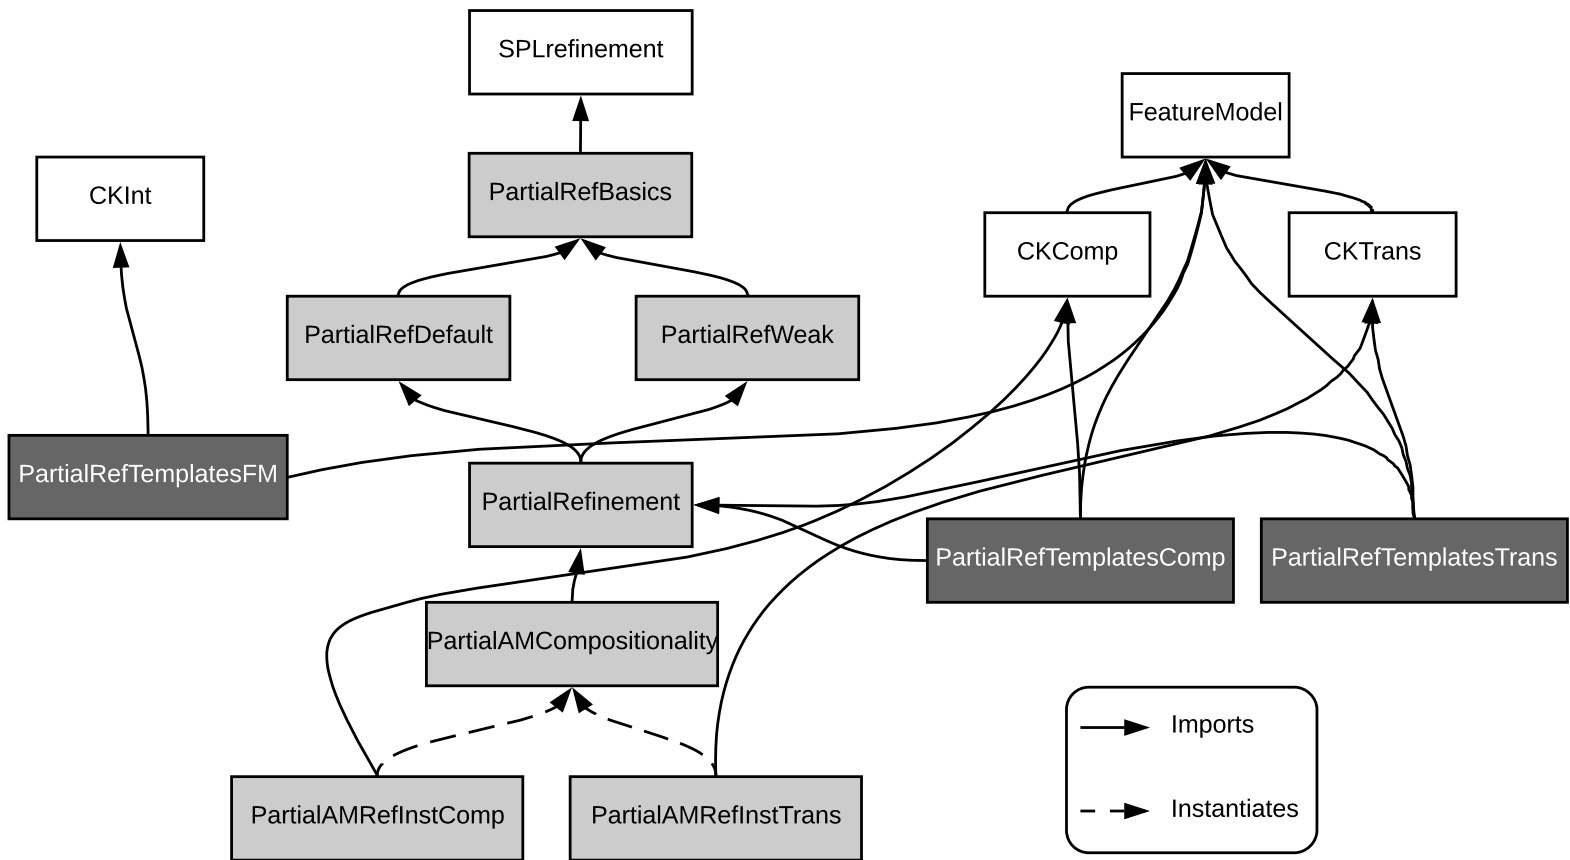 SPLrefinement
FeatureModel
CKInt
PartialRefBasics
CKComp
CKTrans
PartialRefDefault
PartialRefWeak
PartialRefTemplatesFM
PartialRefinement
PartialRefTemplatesComp
PartialRefTemplatesTrans
PartialAMCompositionality
Imports
PartialAMRefInstComp
PartialAMRefInstTrans
Instantiates